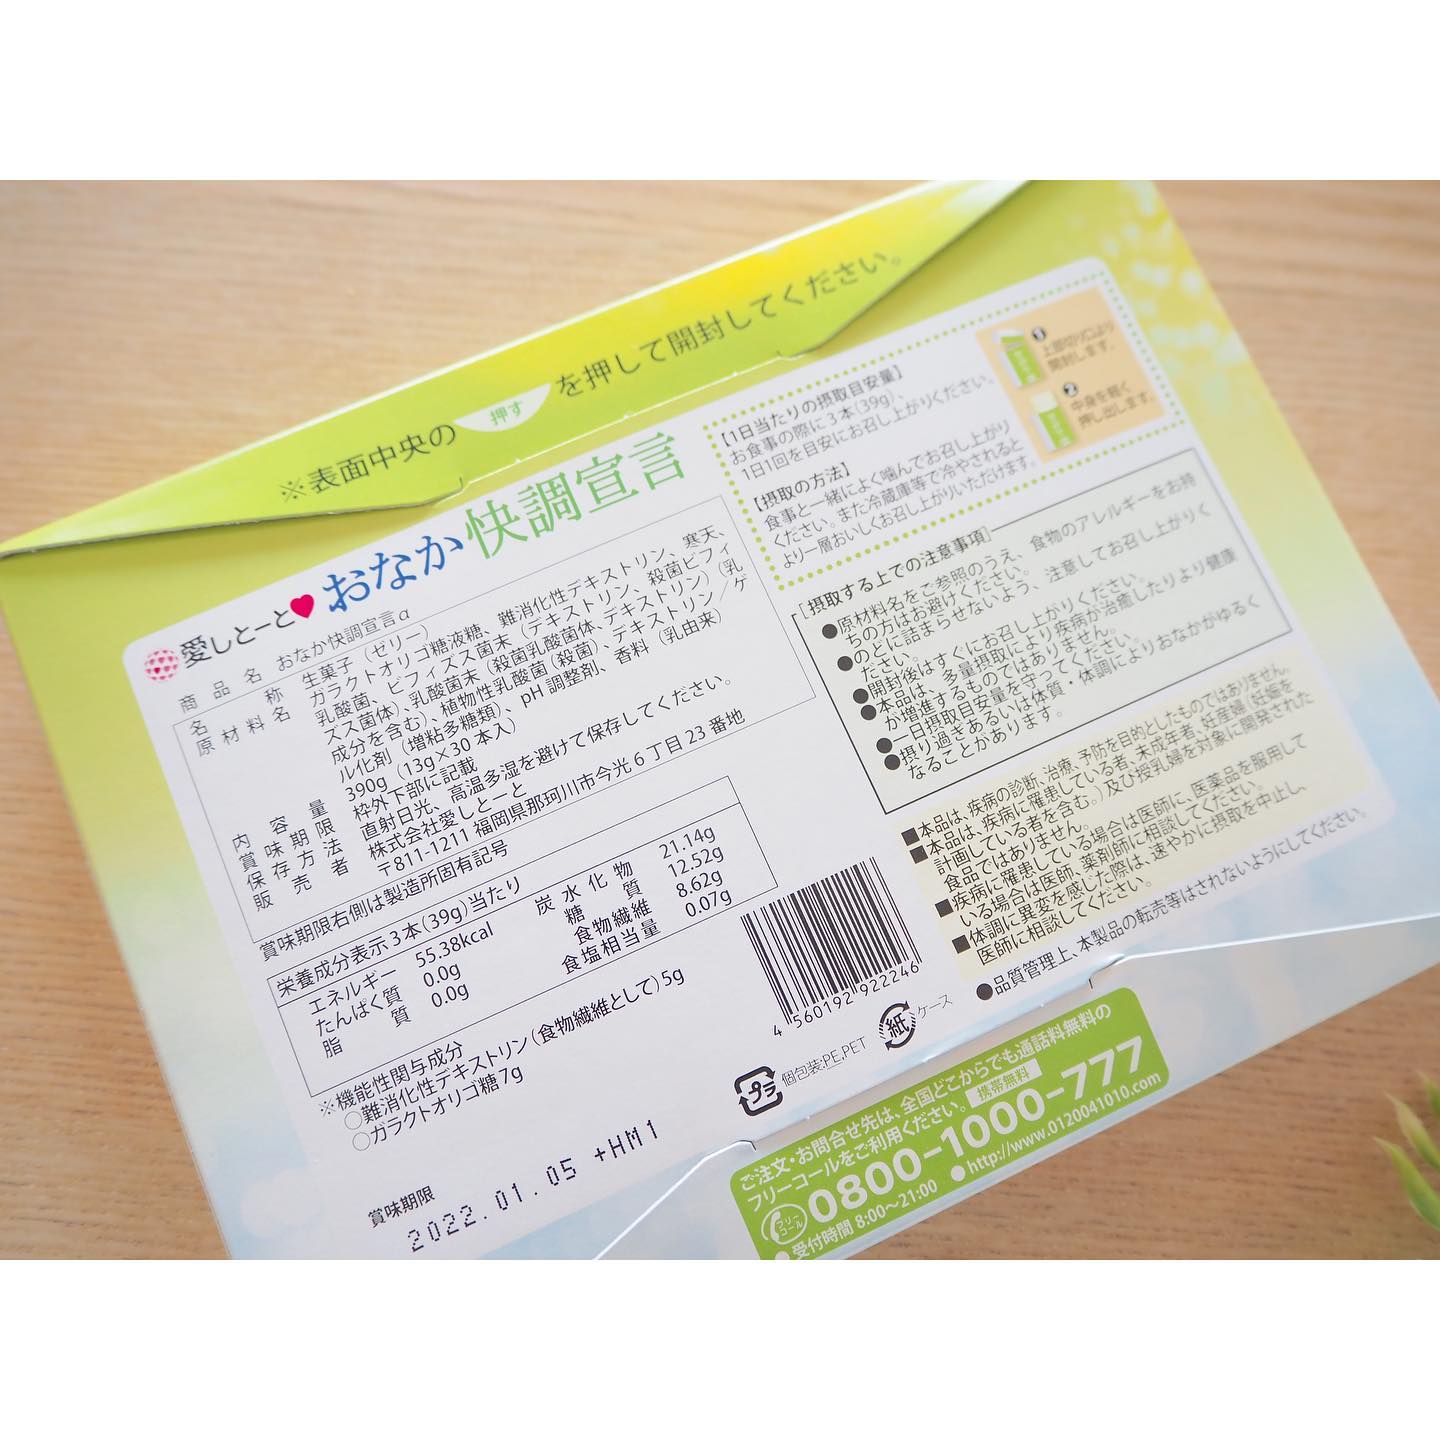 ※表面中央の 押す を押して開封してください。
愛しとーと おなか快調宣言
商品名 おなか快調宣言α
名称 生菓子（ゼリー）
原材料名 ガラクトオリゴ糖液糖、難消化性デキストリン、寒天、
乳酸菌、ビフィズス菌末（デキストリン、殺菌ビフィ
ズス菌体）、乳酸菌末（殺菌乳酸菌体、デキストリン）（乳
成分を含む）、植物性乳酸菌（殺菌）、デキストリン／ゲ
ル化剤（増粘多糖類）、pH調整剤、香料（乳由来）
内容量 390g（13g×30本入）
賞味期限 枠外下部に記載
保存方法 直射日光、高温多湿を避けて保存してください。
販売者 株式会社愛しとーと
〒811-1211 福岡県那珂川市今光6丁目23番地
賞味期限右側は製造所固有記号
栄養成分表示3本(39g)当たり
エネルギー 55.38kcal
たんぱく質 0.0g
脂質 0.0g
炭水化物 21.14g
糖質 12.52g
食物繊維 8.62g
食塩相当量 0.07g
※機能性関与成分
○難消化性デキストリン(食物繊維として)5g
○ガラクトオリゴ糖7g
賞味期限
2022.01.05 +HM1
【1日当たりの摂取目安量】
お食事の際に3本(39g)、
1日1回を目安にお召し上がりください。
【摂取の方法】
食事と一緒によく噛んでお召し上がり
ください。また冷蔵庫等で冷やされると
より一層おいしくお召し上がりいただけます。
1 上部切り口より
開封します。
2 中身を軽く
押し出します。
［摂取する上での注意事項］
●原材料名をご参照のうえ、食物のアレルギーをお持
ちの方はお避けください。
●のどに詰まらせないよう、注意してお召し上がりく
ださい。
●開封後はすぐにお召し上がりください。
●本品は、多量摂取により疾病が治癒したりより健康
が増進するものではありません。
●一日摂取目安量を守ってください。
●摂り過ぎあるいは体質・体調によりおなかがゆるく
なることがあります。
■本品は、疾病の診断、治療、予防を目的としたものではありません。
■本品は、疾病に罹患している者、未成年者、妊産婦（妊娠を
計画している者を含む。）及び授乳婦を対象に開発された
食品ではありません。
■疾病に罹患している場合は医師に、医薬品を服用して
いる場合は医師、薬剤師に相談してください。
■体調に異変を感じた際は、速やかに摂取を中止し、
医師に相談してください。
●品質管理上、本製品の転売等はされないようにしてください。
4 560192 922246
プラ 個包装:PE,PET
紙 ケース
ご注文・お問合せ先は、全国どこからでも通話料無料の
フリーコールをご利用ください。 携帯無料
フリーコール 0800-1000-777
●受付時間 8:00〜21:00 ●http://www.0120041010.com